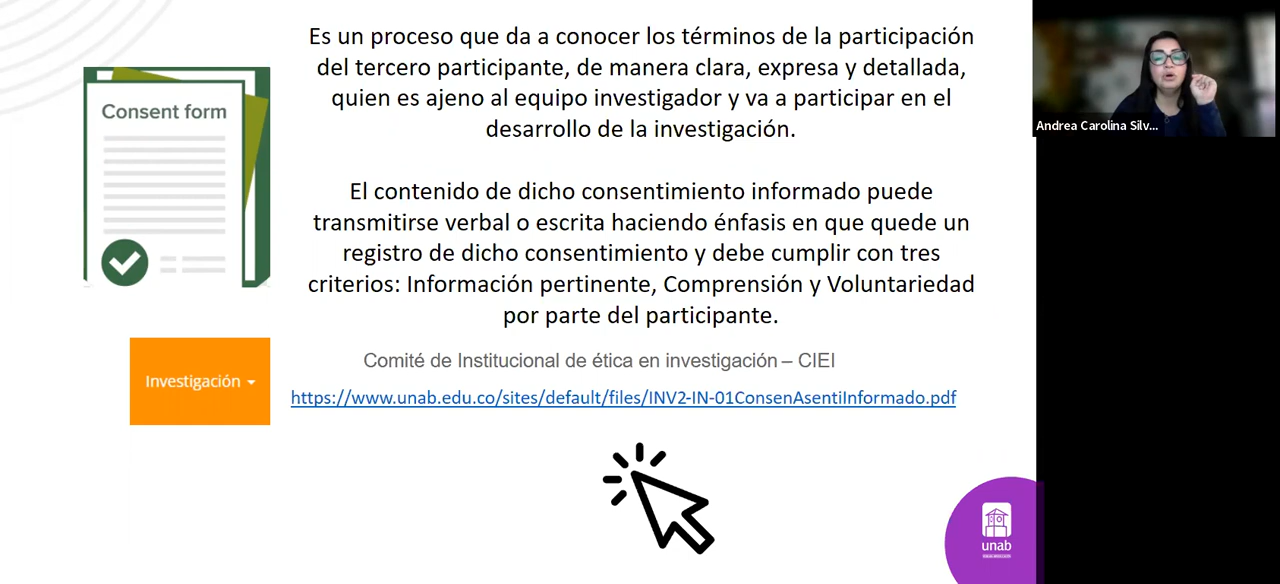 Es un proceso que da a conocer los términos de la participación
del tercero participante, de manera clara, expresa y detallada,
quien es ajeno al equipo investigador y va a participar en el
desarrollo de la investigación.
Consent form
El contenido de dicho consentimiento informado puede
transmitirse verbal o escrita haciendo énfasis en que quede un
registro de dicho consentimiento y debe cumplir con tres
criterios: Información pertinente, Comprensión y Voluntariedad
por parte del participante.
Investigación
Comité de Institucional de ética en investigación – CIEI
https://www.unab.edu.co/sites/default/files/INV2-IN-01ConsenAsentiInformado.pdf
Andrea Carolina Silv...
unab